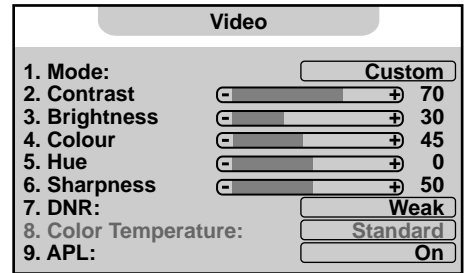 Video
1. Mode: Custom
2. Contrast - + 70
3. Brightness - + 30
4. Colour - + 45
5. Hue - + 0
6. Sharpness - + 50
7. DNR: Weak
8. Color Temperature: Standard
9. APL: On